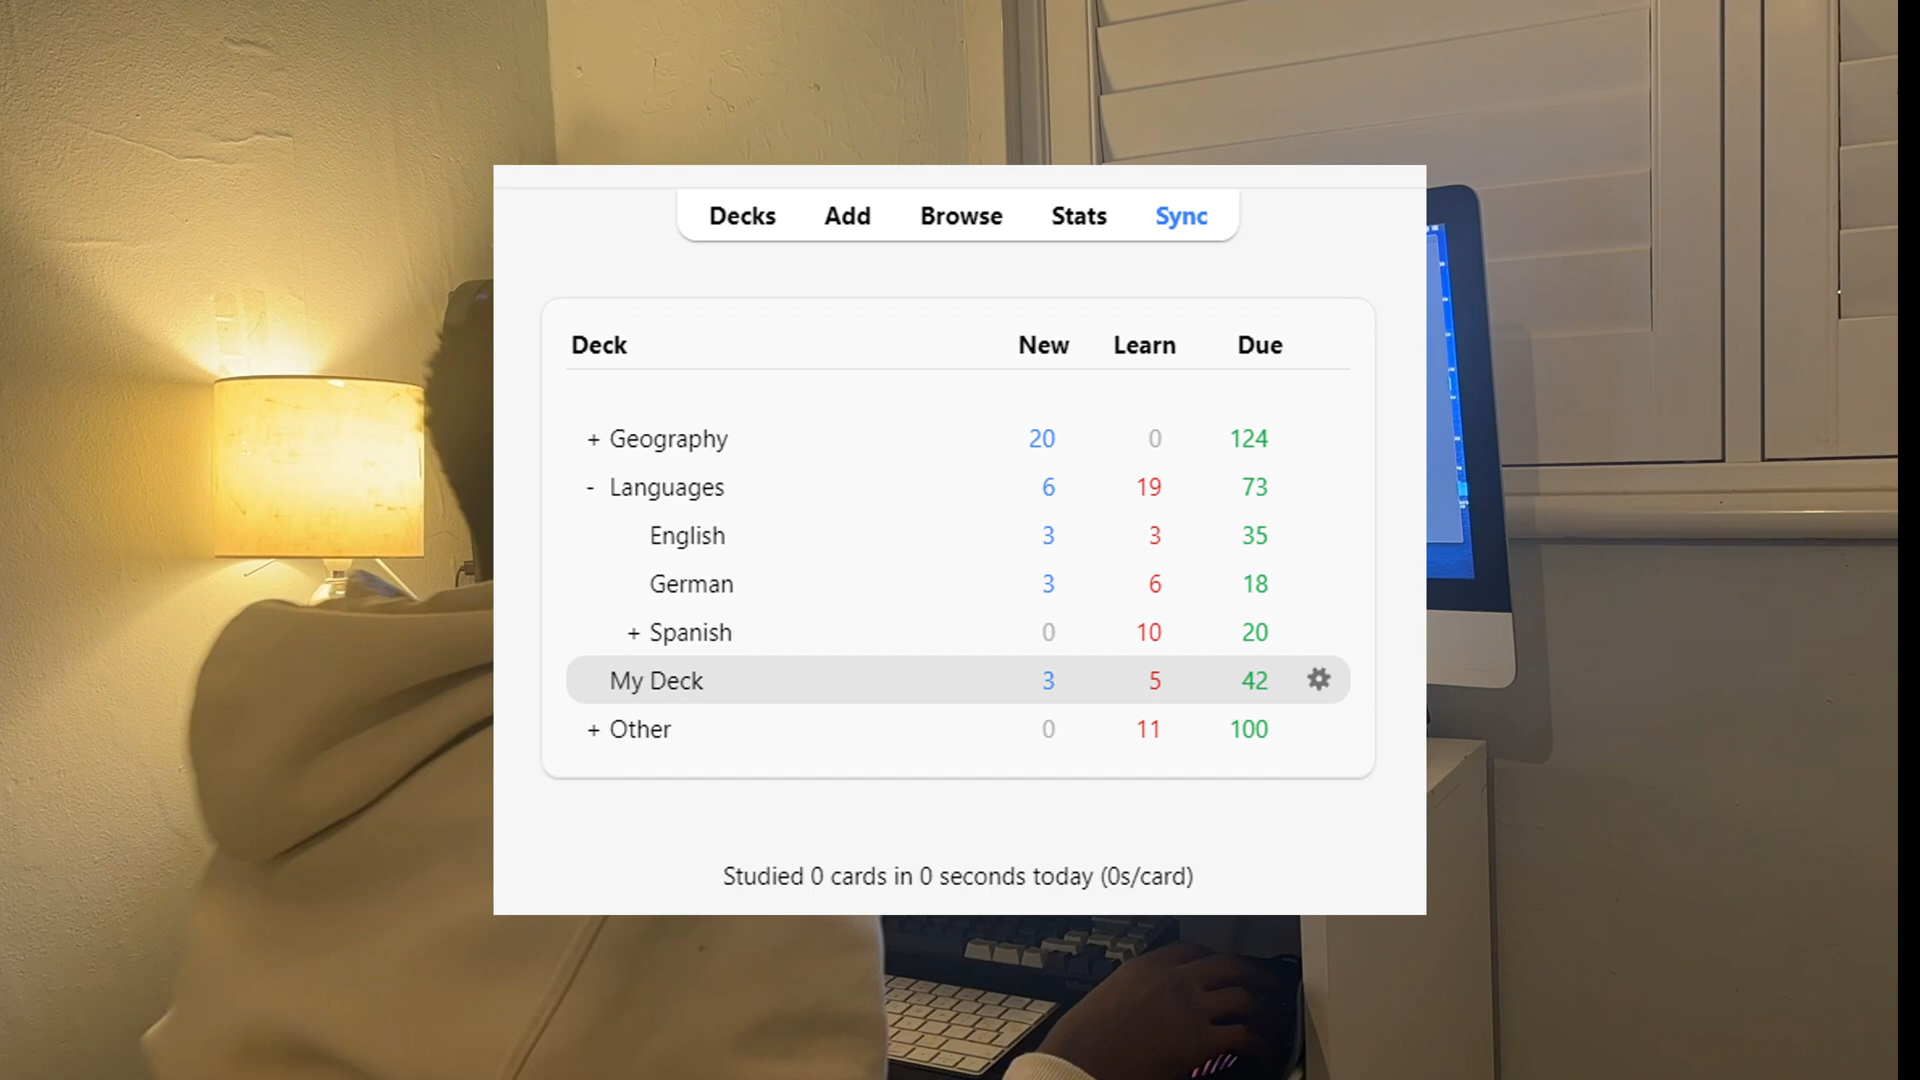 Decks Add Browse Stats Sync
Deck New Learn Due
+ Geography 20 0 124
- Languages 6 19 73
English 3 3 35
German 3 6 18
+ Spanish 0 10 20
My Deck 3 5 42
+ Other 0 11 100
Studied 0 cards in 0 seconds today (0s/card)